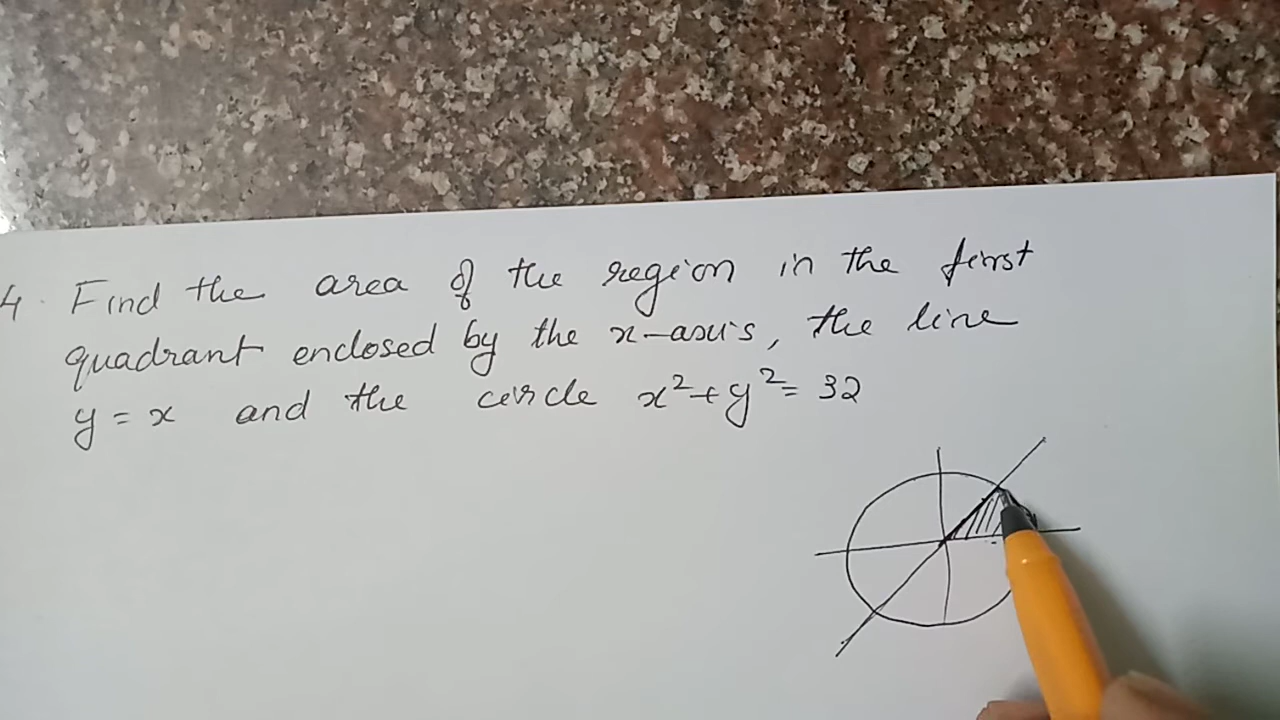 4. Find the area of the region in the first
quadrant enclosed by the x-axis, the line
y = x and the circle x² + y² = 32